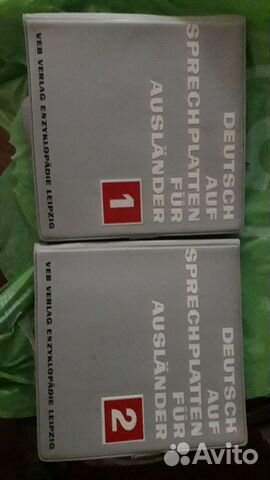 DEUTSCH
AUF
SPRECHPLATTEN
FÜR
AUSLÄNDER
1
VEB VERLAG ENZYKLOPÄDIE LEIPZIG
DEUTSCH
AUF
SPRECHPLATTEN
FÜR
AUSLÄNDER
2
VEB VERLAG ENZYKLOPÄDIE LEIPZIG
Avito